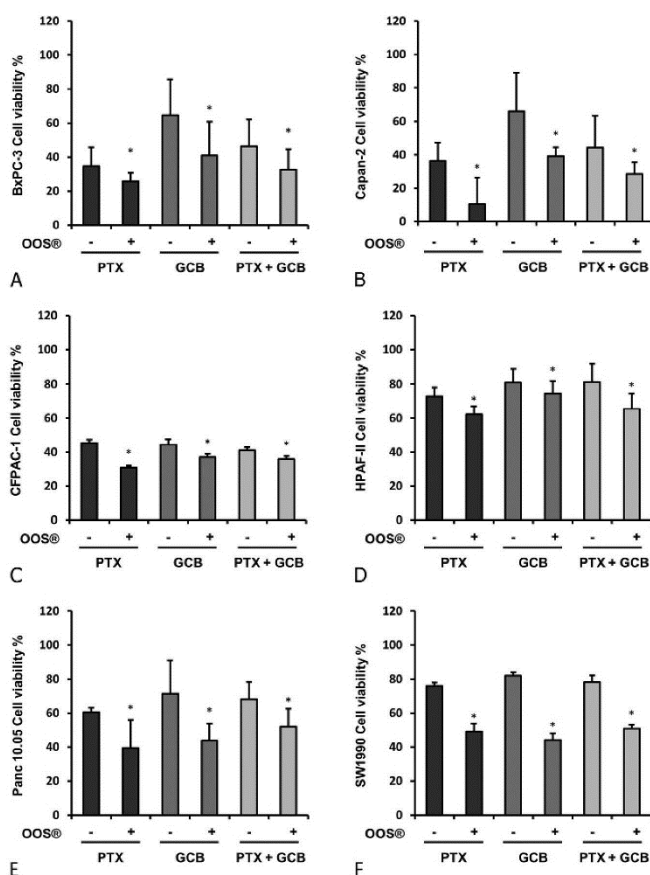 120
100
80
60
40
20
0
BxPC-3 Cell viability %
OOS® - + - + - +
PTX GCB PTX + GCB
A
120
100
80
60
40
20
0
Capan-2 Cell viability %
OOS® - + - + - +
PTX GCB PTX + GCB
B
120
100
80
60
40
20
0
CFPAC-1 Cell viability %
OOS® - + - + - +
PTX GCB PTX + GCB
C
120
100
80
60
40
20
0
HPAF-II Cell viability %
OOS® - + - + - +
PTX GCB PTX + GCB
D
120
100
80
60
40
20
0
Panc 10.05 Cell viability %
OOS® - + - + - +
PTX GCB PTX + GCB
E
120
100
80
60
40
20
0
SW1990 Cell viability %
OOS® - + - + - +
PTX GCB PTX + GCB
F